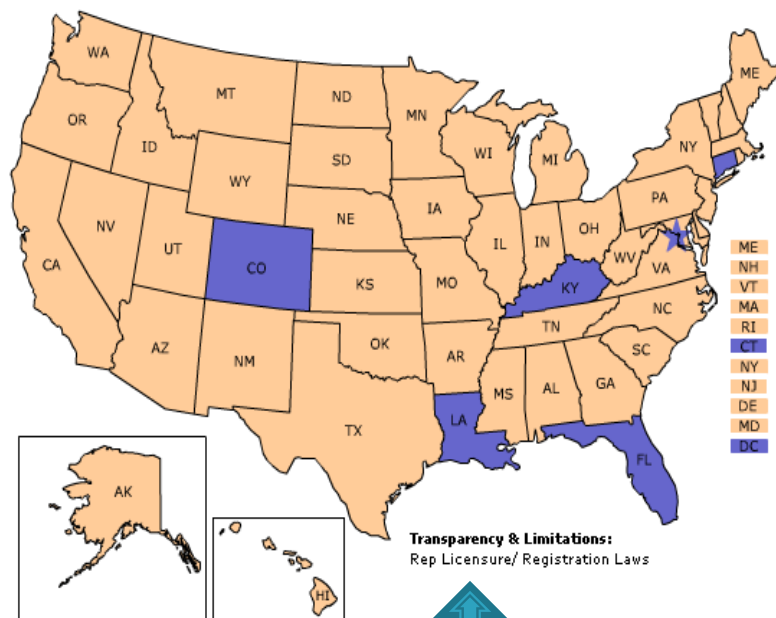 WA
MT
ND
MN
ME
OR
ID
SD
WI
MI
NY
WY
IA
PA
NV
NE
IL
IN
OH
UT
CA
CO
KS
MO
WV
VA
KY
NC
TN
AZ
NM
OK
AR
SC
MS
AL
GA
TX
LA
FL
AK
HI
ME
NH
VT
MA
RI
CT
NY
NJ
DE
MD
DC
Transparency & Limitations:
Rep Licensure/ Registration Laws